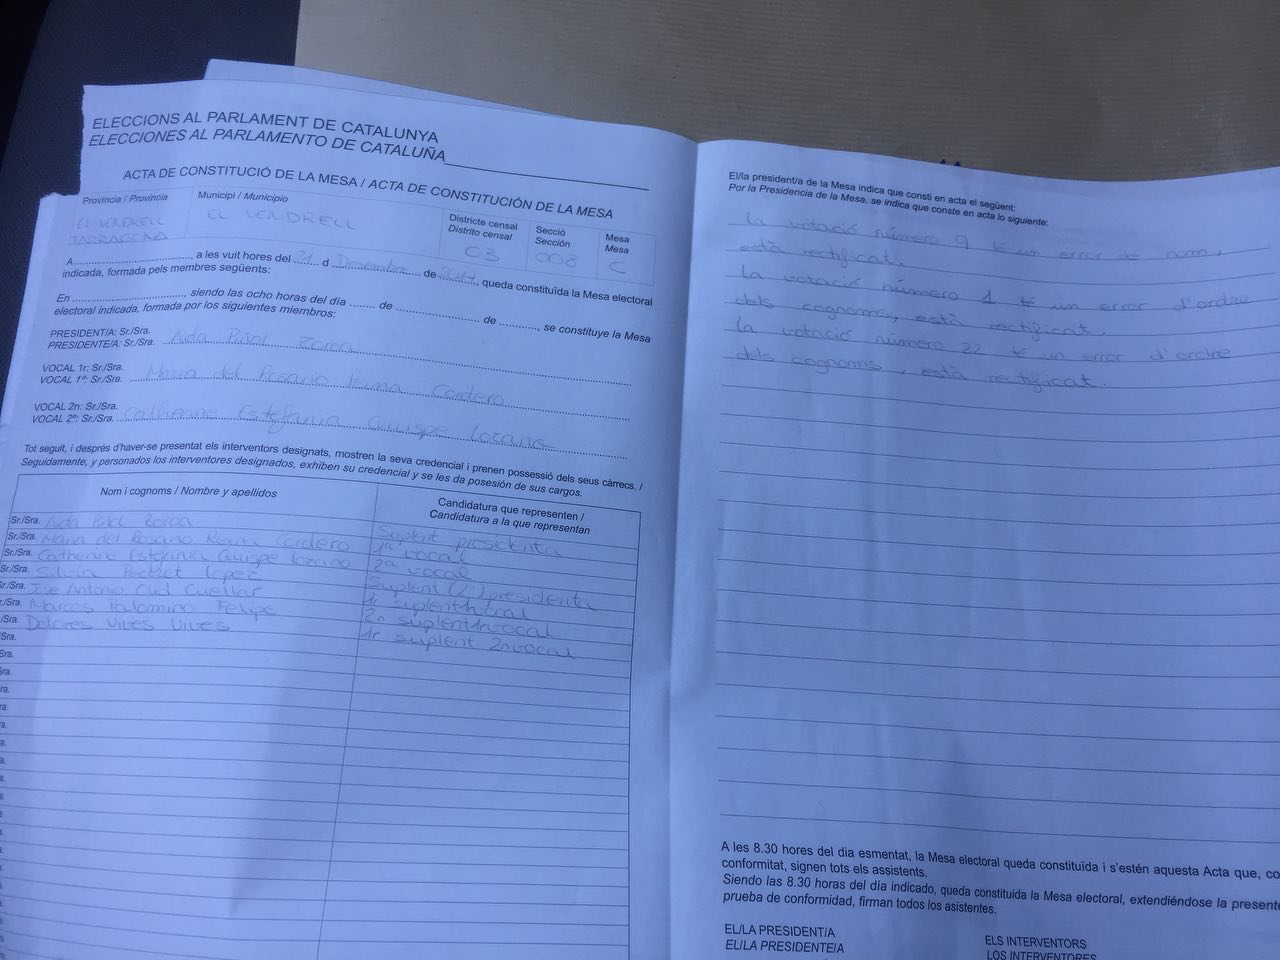 ELECCIONS AL PARLAMENT DE CATALUNYA
ELECCIONES AL PARLAMENTO DE CATALUÑA
ACTA DE CONSTITUCIÓ DE LA MESA / ACTA DE CONSTITUCIÓN DE LA MESA
Província / Provincia
EL VENDRELL
TARRAGONA
Municipi / Municipio
EL VENDRELL
Districte censal
Distrito censal
03
Secció
Sección
008
Mesa
Mesa
C
A, a les vuit hores del 21 d Desembre de 2017, queda constituïda la Mesa electoral
indicada, formada pels membres següents:
En, siendo las ocho horas del día de de, se constituye la Mesa
electoral indicada, formada por los siguientes miembros:
PRESIDENT/A: Sr./Sra.
PRESIDENTE/A: Sr./Sra. Aida Piñol Zoroa
VOCAL 1r: Sr./Sra.
VOCAL 1º: Sr./Sra. Maria del Rosario Cordero
VOCAL 2n: Sr./Sra.
VOCAL 2º: Sr./Sra. Catherine Estefania Quispe Lozano
Tot seguit, i després d'haver-se presentat els interventors designats, mostren la seva credencial i prenen possessió dels seus càrrecs. /
Seguidamente, y personados los interventores designados, exhiben su credencial y se les da posesión de sus cargos.
Nom i cognoms / Nombre y apellidos
Candidatura que representen /
Candidatura a la que representan
Sr./Sra. Aida Piñol Zoroa Suplent presidenta
Sr./Sra. Maria del Rosario Cordero 1ª vocal
Sr./Sra. Catherine Estefania Quispe Lozano 2ª vocal
Sr./Sra. Silvia Lopez Suplent (2) presidenta
Sr./Sra. Jose Antonio Cid Cuellar 1r suplent 1r vocal
r./Sra. Marcos Palomino Felipe 2n suplent 1r vocal
/Sra. Dolores Vives Vives 1r suplent 2n vocal
/Sra.
Sra.
Sra.
Sra.
ra.
ra.
a.
a.
a.
a.
El/la president/a de la Mesa indica que consti en acta el següent:
Por la Presidencia de la Mesa, se indica que conste en acta lo siguiente:
la votació número 9 té un error de nom,
està rectificat.
la votació número 1 té un error d'ordre
dels cognoms, està rectificat.
la votació número 22 té un error d'ordre
dels cognoms, està rectificat.
A les 8.30 hores del dia esmentat, la Mesa electoral queda constituïda i s'estén aquesta Acta que, co
conformitat, signen tots els assistents.
Siendo las 8.30 horas del día indicado, queda constituida la Mesa electoral, extendiéndose la present
prueba de conformidad, firman todos los asistentes.
EL/LA PRESIDENT/A
EL/LA PRESIDENTE/A
ELS INTERVENTORS
LOS INTERVENTORES